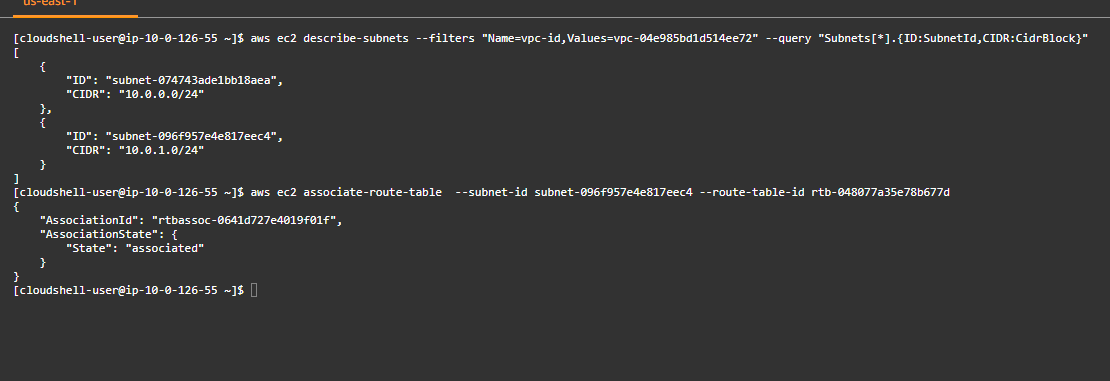 us-east-1
[cloudshell-user@ip-10-0-126-55 ~]$ aws ec2 describe-subnets --filters "Name=vpc-id,Values=vpc-04e985bd1d514ee72" --query "Subnets[*].{ID:SubnetId,CIDR:CidrBlock}"
[
    {
        "ID": "subnet-074743ade1bb18aea",
        "CIDR": "10.0.0.0/24"
    },
    {
        "ID": "subnet-096f957e4e817eec4",
        "CIDR": "10.0.1.0/24"
    }
]
[cloudshell-user@ip-10-0-126-55 ~]$ aws ec2 associate-route-table  --subnet-id subnet-096f957e4e817eec4 --route-table-id rtb-048077a35e78b677d
{
    "AssociationId": "rtbassoc-0641d727e4019f01f",
    "AssociationState": {
        "State": "associated"
    }
}
[cloudshell-user@ip-10-0-126-55 ~]$